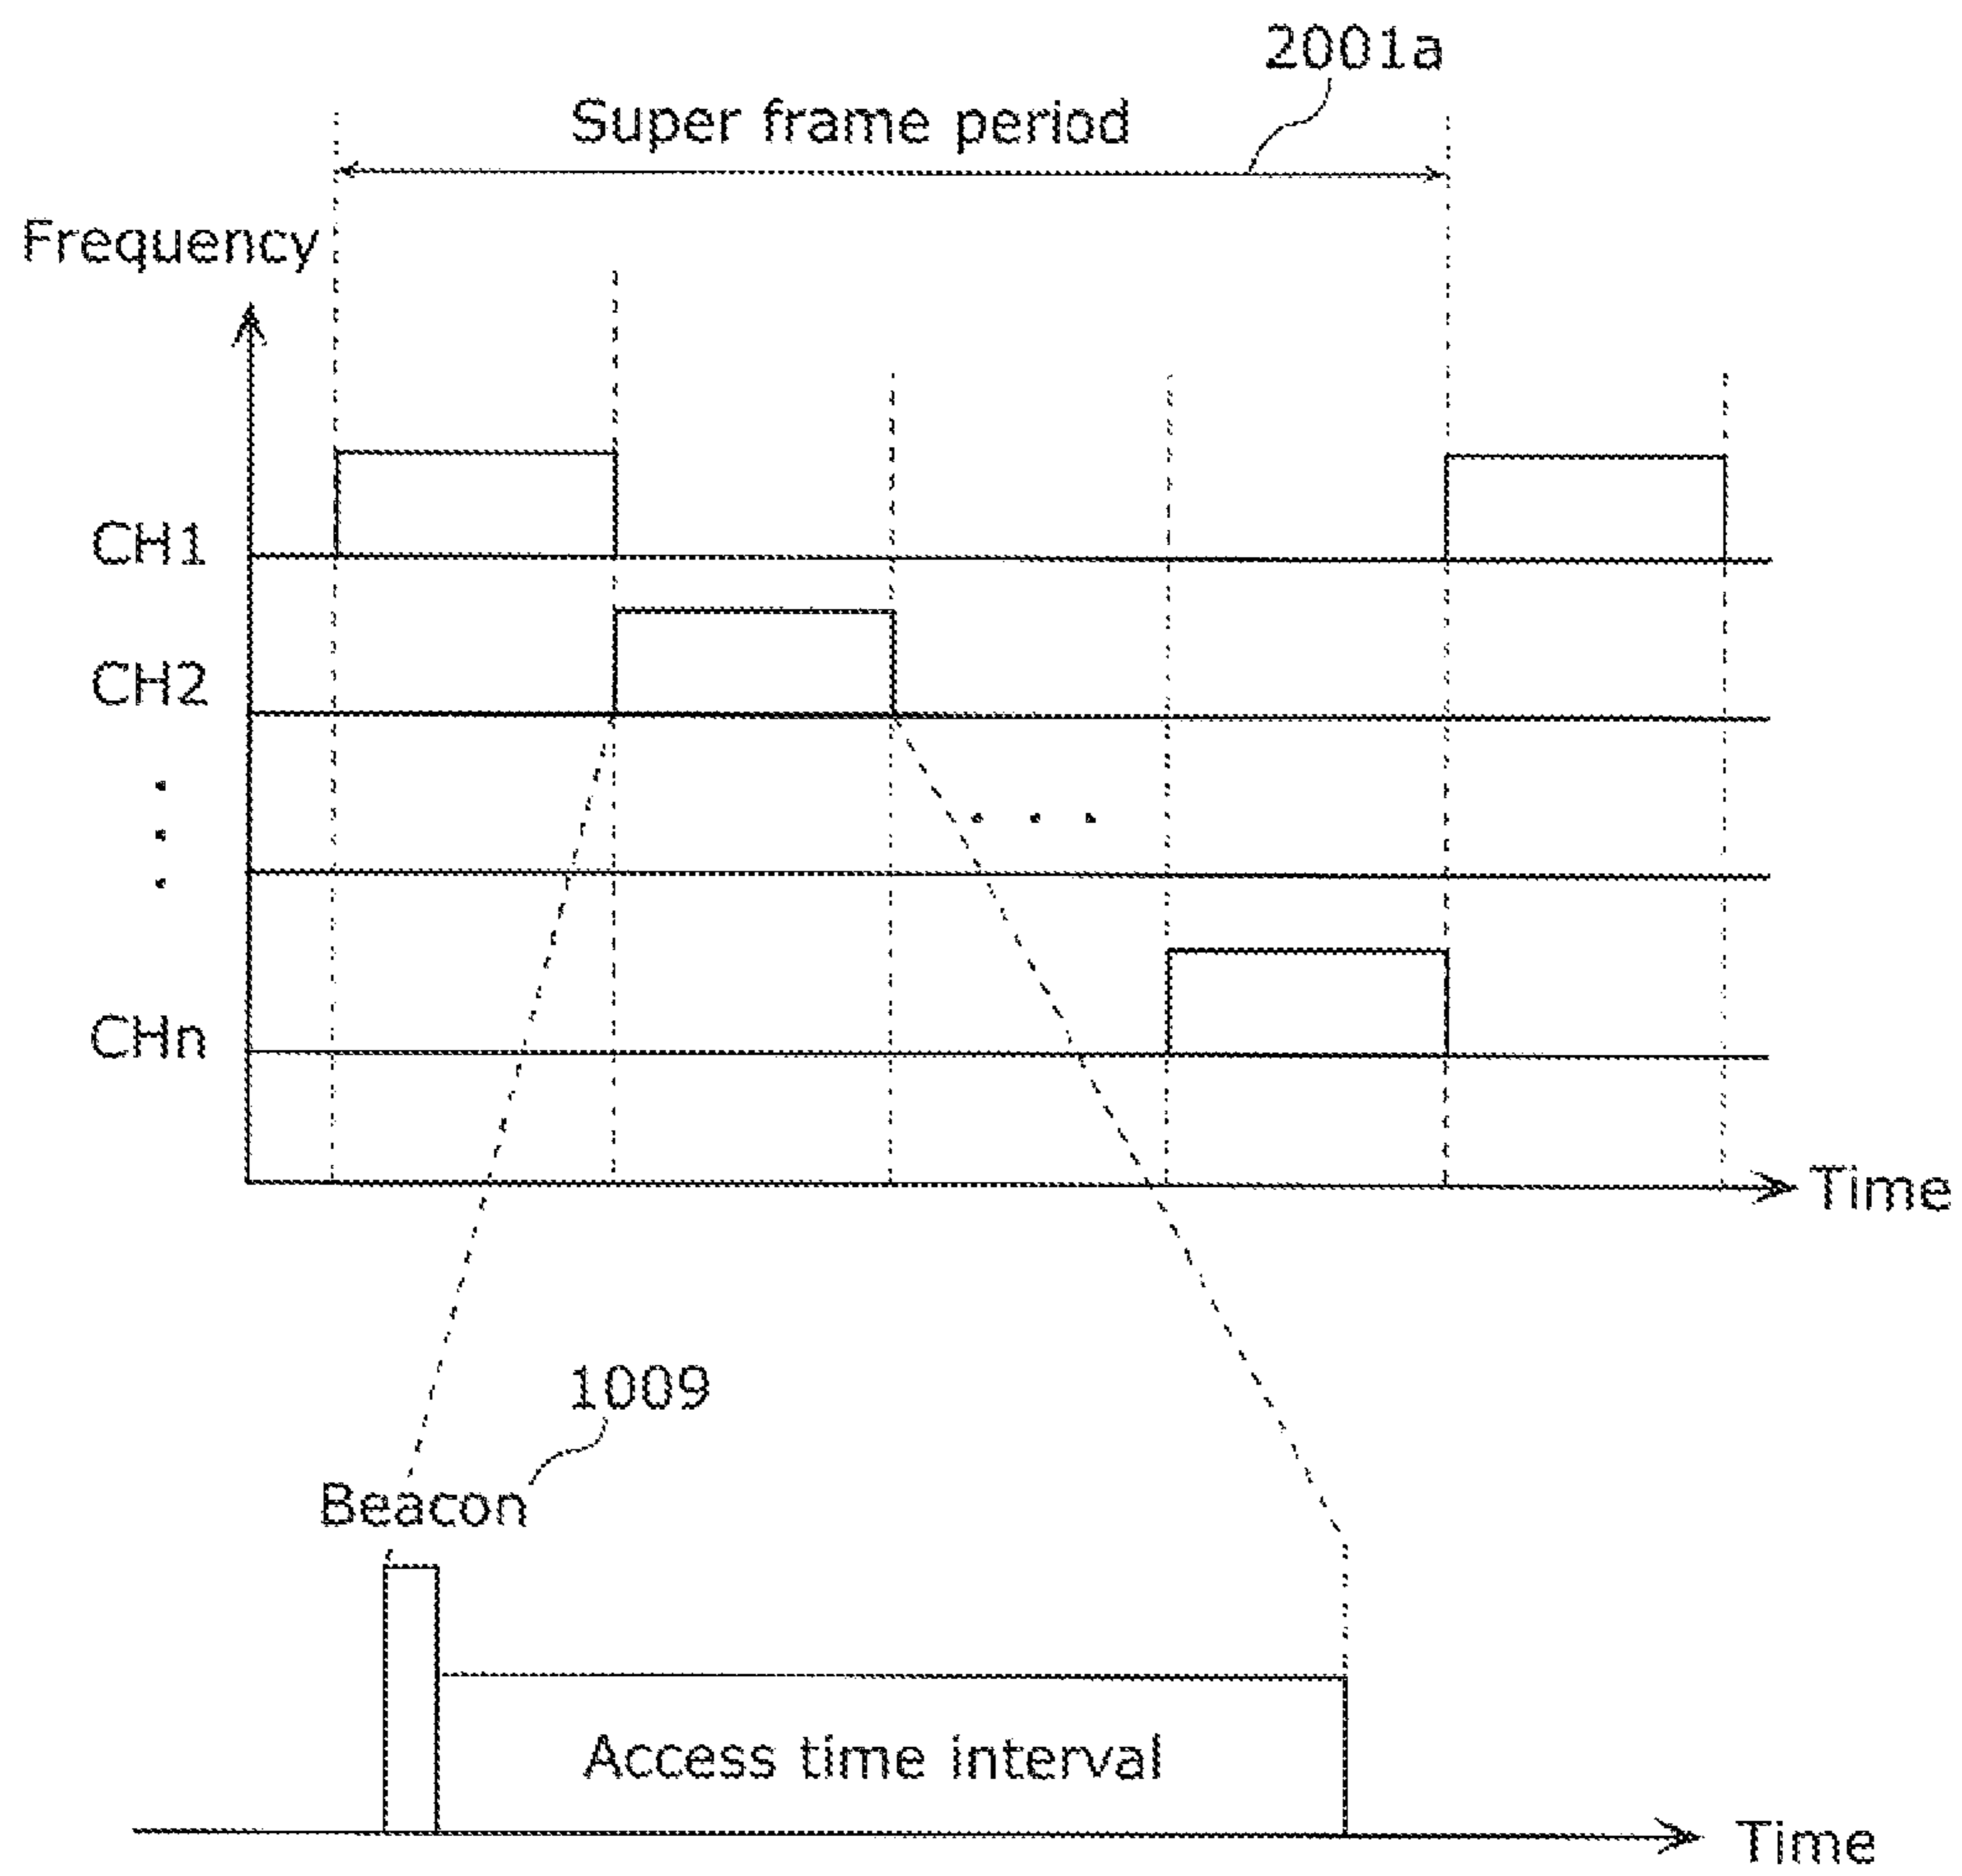 2001a
Super frame period
Frequency
CH1
CH2
CHn
Time
1009
Beacon
Access time interval
Time